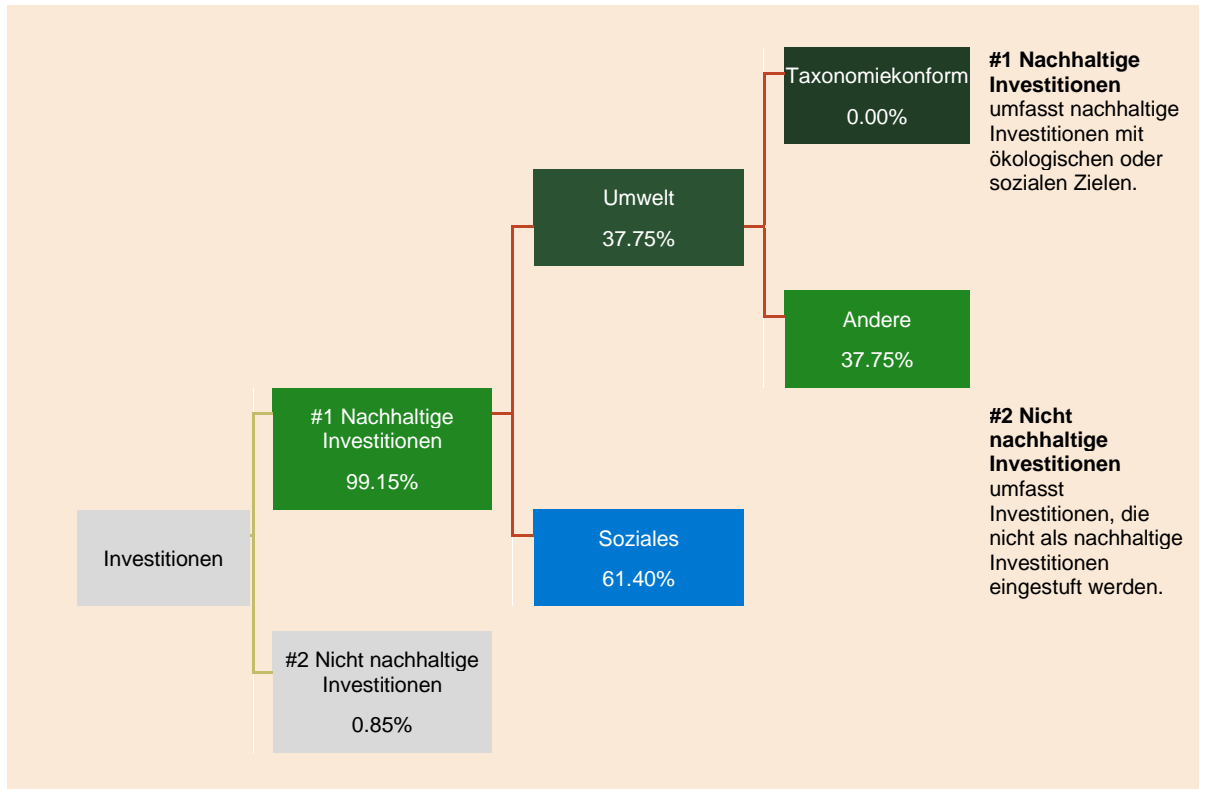 Taxonomiekonform
0.00%
Umwelt
37.75%
Andere
37.75%
#1 Nachhaltige
Investitionen
99.15%
Soziales
61.40%
Investitionen
#2 Nicht nachhaltige
Investitionen
0.85%
#1 Nachhaltige
Investitionen
umfasst nachhaltige
Investitionen mit
ökologischen oder
sozialen Zielen.
#2 Nicht
nachhaltige
Investitionen
umfasst
Investitionen, die
nicht als nachhaltige
Investitionen
eingestuft werden.